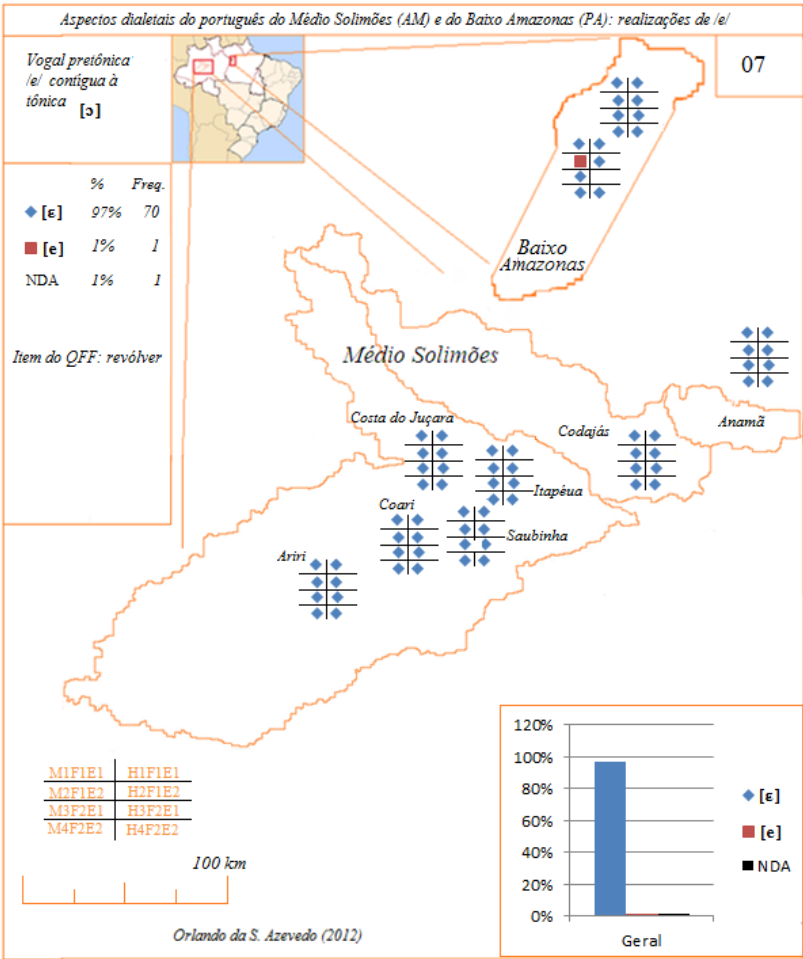 Aspectos dialetais do português do Médio Solimões (AM) e do Baixo Amazonas (PA): realizações de /e/
Vogal pretônica
/e/ contígua à
tônica [ɔ]
07
% Freq.
[ɛ] 97% 70
[e] 1% 1
NDA 1% 1
Item do QFF: revólver
Baixo
Amazonas
Médio Solimões
Anamã
Costa do Juçara
Codajás
Itapéua
Coari
Saubinha
Ariri
M1F1E1 H1F1E1
M2F1E2 H2F1E2
M3F2E1 H3F2E1
M4F2E2 H4F2E2
100 km
Orlando da S. Azevedo (2012)
120%
100%
80%
60%
40%
20%
0%
Geral
[ɛ]
[e]
NDA